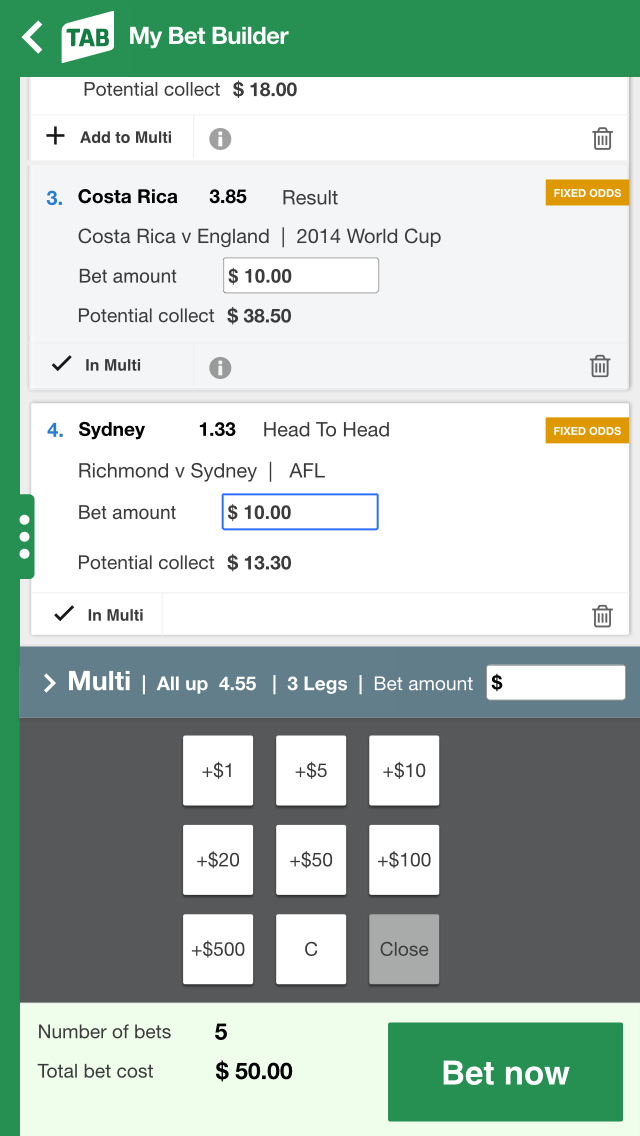 TAB My Bet Builder
Potential collect $ 18.00
+ Add to Multi i
3. Costa Rica 3.85 Result FIXED ODDS
Costa Rica v England | 2014 World Cup
Bet amount $ 10.00
Potential collect $ 38.50
In Multi i
4. Sydney 1.33 Head To Head FIXED ODDS
Richmond v Sydney | AFL
Bet amount $ 10.00
Potential collect $ 13.30
In Multi
Multi | All up 4.55 | 3 Legs | Bet amount $
+$1 +$5 +$10
+$20 +$50 +$100
+$500 C Close
Number of bets 5
Total bet cost $ 50.00
Bet now